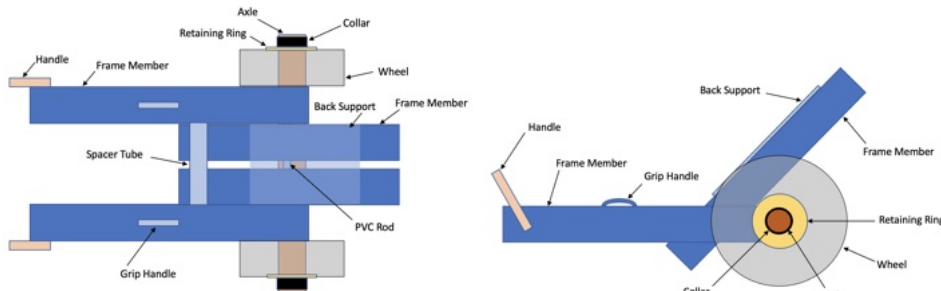 Axle
Collar
Retaining Ring
Handle
Frame Member
Wheel
Back Support
Frame Member
Spacer Tube
PVC Rod
Grip Handle
Back Support
Handle
Frame Member
Frame Member
Grip Handle
Retaining Ring
Wheel